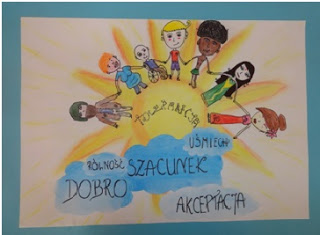 TOLERANCJA
UŚMIECH
RÓWNOŚĆ
SZACUNEK
DOBRO
AKCEPTACJA